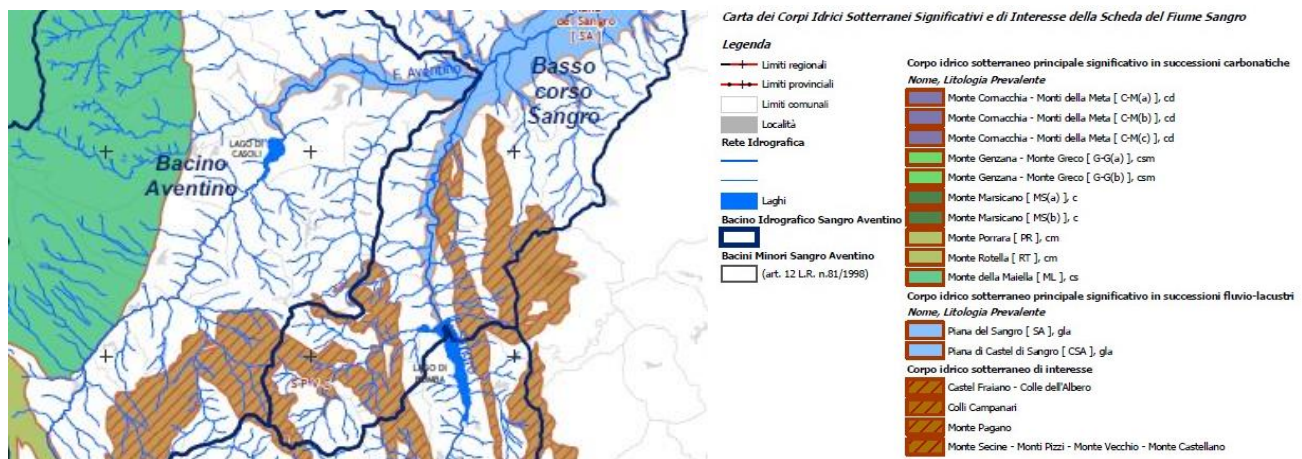 del Sangro
[ SA ]
F. Aventino
Basso
corso
Sangro
LAGO DI
CASOLI
Bacino
Aventino
LAGO DI
BOMBA
Carta dei Corpi Idrici Sotterranei Significativi e di Interesse della Scheda del Fiume Sangro
Legenda
Limiti regionali
Limiti provinciali
Limiti comunali
Località
Rete Idrografica
Laghi
Bacino Idrografico Sangro Aventino
Bacini Minori Sangro Aventino
(art. 12 L.R. n.81/1998)
Corpo idrico sotterraneo principale significativo in successioni carbonatiche
Nome, Litologia Prevalente
Monte Cornacchia - Monti della Meta [ C-M(a) ], cd
Monte Cornacchia - Monti della Meta [ C-M(b) ], cd
Monte Cornacchia - Monti della Meta [ C-M(c) ], cd
Monte Genzana - Monte Greco [ G-G(a) ], csm
Monte Genzana - Monte Greco [ G-G(b) ], csm
Monte Marsicano [ MS(a) ], c
Monte Marsicano [ MS(b) ], c
Monte Porrara [ PR ], cm
Monte Rotella [ RT ], cm
Monte della Maiella [ ML ], cs
Corpo idrico sotterraneo principale significativo in successioni fluvio-lacustri
Nome, Litologia Prevalente
Piana del Sangro [ SA ], gla
Piana di Castel di Sangro [ CSA ], gla
Corpo idrico sotterraneo di interesse
Castel Fraiano - Colle dell'Albero
Colli Campanari
Monte Pagano
Monte Secine - Monti Pizzi - Monte Vecchio - Monte Castellano